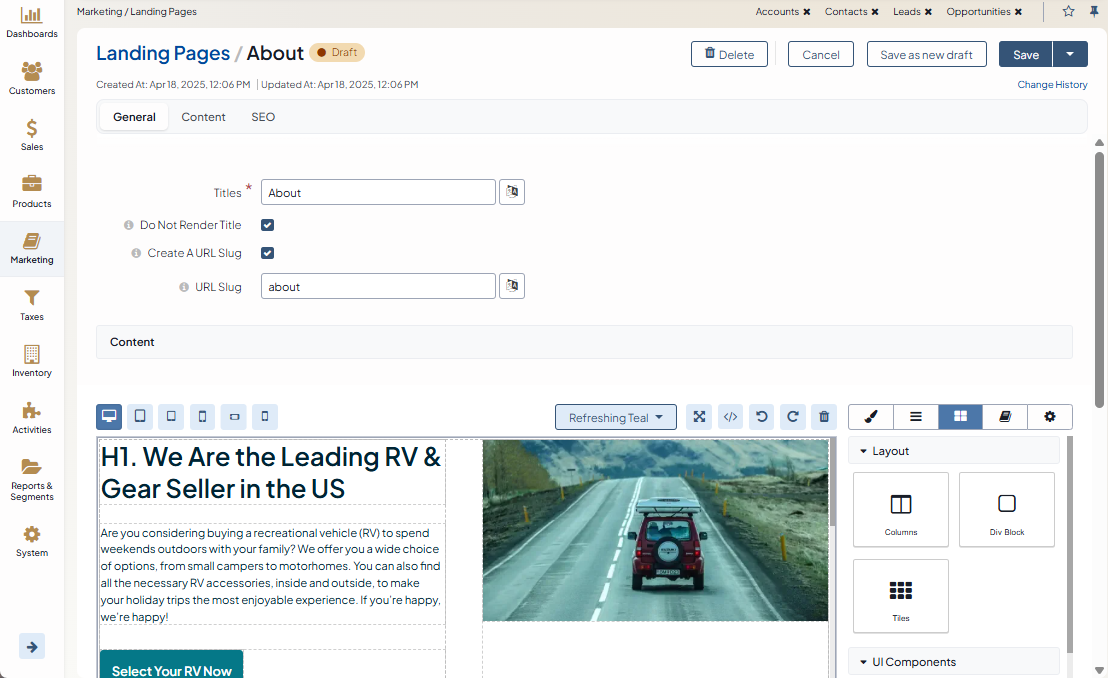 Marketing / Landing Pages
Accounts ✖ Contacts ✖ Leads ✖ Opportunities ✖
Dashboards
Customers
Sales
Products
Marketing
Taxes
Inventory
Activities
Reports &
Segments
System
Landing Pages / About Draft
Delete Cancel Save as new draft Save
Created At: Apr 18, 2025, 12:06 PM | Updated At: Apr 18, 2025, 12:06 PM
Change History
General Content SEO
Titles * About
Do Not Render Title
Create A URL Slug
URL Slug about
Content
Refreshing Teal
H1. We Are the Leading RV &
Gear Seller in the US
Are you considering buying a recreational vehicle (RV) to spend
weekends outdoors with your family? We offer you a wide choice
of options, from small campers to motorhomes. You can also find
all the necessary RV accessories, inside and outside, to make
your holiday trips the most enjoyable experience. If you're happy,
we're happy!
Select Your RV Now
Layout
Columns
Div Block
Tiles
UI Components